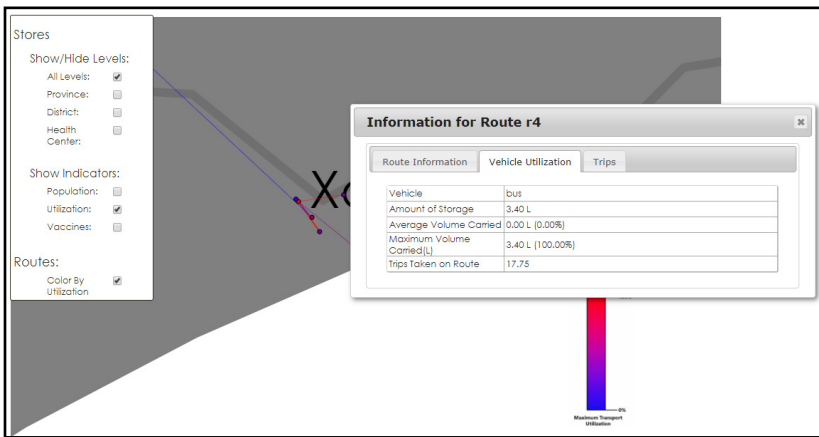 Stores
Show/Hide Levels:
All Levels:
Province:
District:
Health
Center:
Show Indicators:
Population:
Utilization:
Vaccines:
Routes:
Color By
Utilization
Information for Route r4
Route Information Vehicle Utilization Trips
Vehicle bus
Amount of Storage 3.40 L
Average Volume Carried 0.00 L (0.00%)
Maximum Volume
Carried(L) 3.40 L (100.00%)
Trips Taken on Route 17.75
0%
Maximum Transport
Utilization